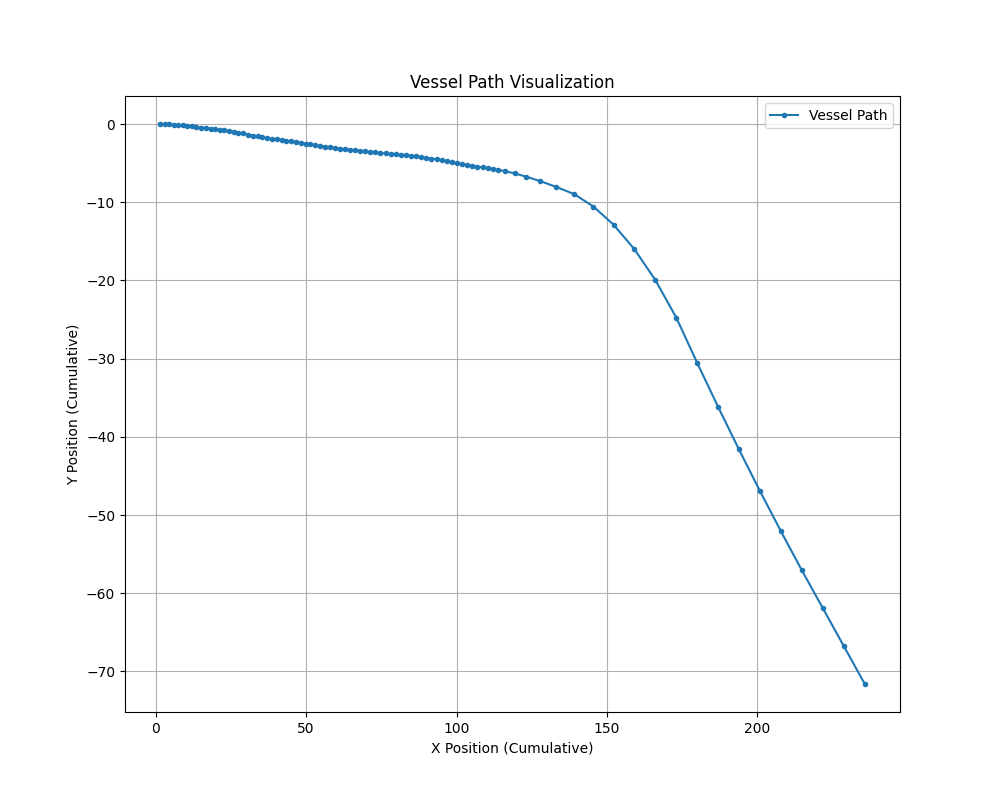 Vessel Path Visualization
Vessel Path
0
−10
−20
−30
−40
−50
−60
−70
Y Position (Cumulative)
0 50 100 150 200
X Position (Cumulative)